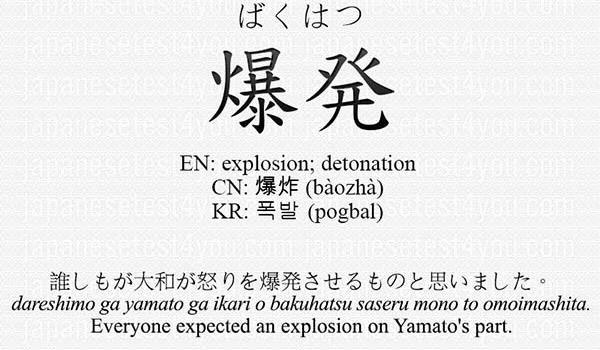 ばくはつ
爆発
EN: explosion; detonation
CN: 爆炸 (bàozhà)
KR: 폭발 (pogbal)
誰しもが大和が怒りを爆発させるものと思いました。
dareshimo ga yamato ga ikari o bakuhatsu saseru mono to omoimashita.
Everyone expected an explosion on Yamato's part.